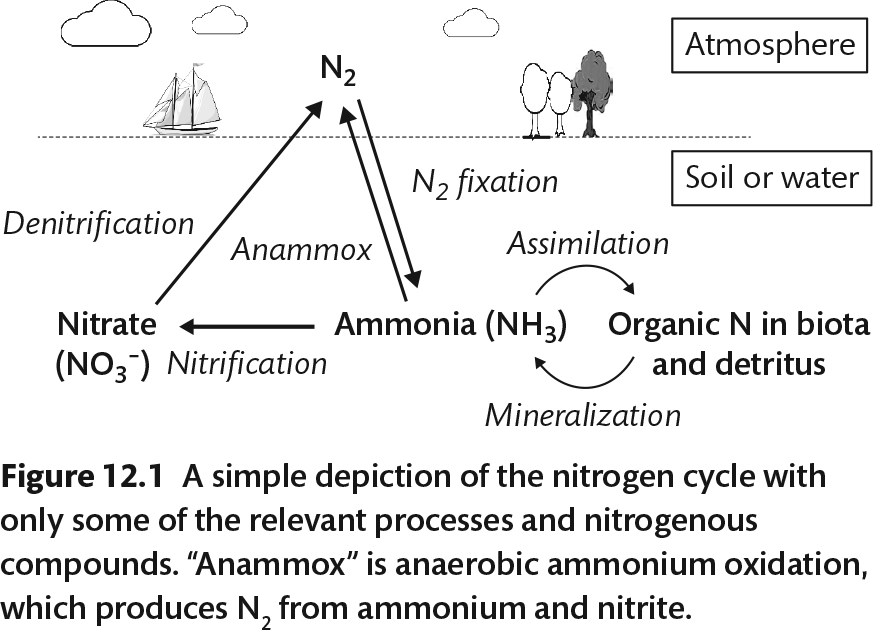 Atmosphere
N₂
Soil or water
N₂ fixation
Denitrification
Anammox
Assimilation
Nitrate
(NO₃⁻)
Nitrification
Ammonia (NH₃)
Organic N in biota
and detritus
Mineralization
Figure 12.1 A simple depiction of the nitrogen cycle with
only some of the relevant processes and nitrogenous
compounds. “Anammox” is anaerobic ammonium oxidation,
which produces N₂ from ammonium and nitrite.